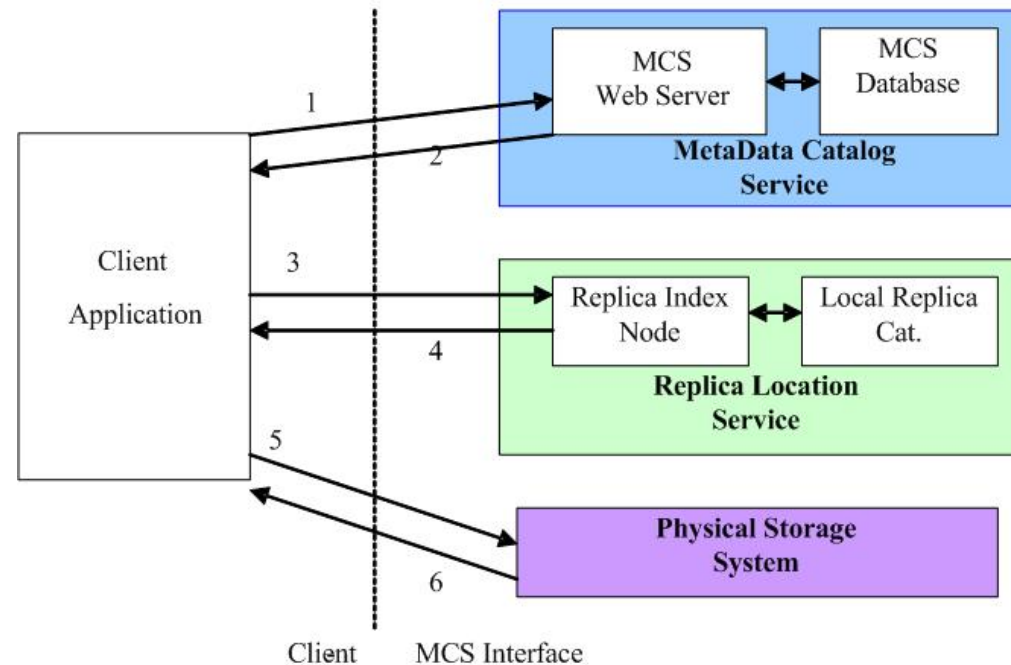 1
MCS
Web Server
MCS
Database
2
MetaData Catalog
Service
Client
Application
3
Replica Index
Node
Local Replica
Cat.
4
Replica Location
Service
5
Physical Storage
System
6
Client
MCS Interface